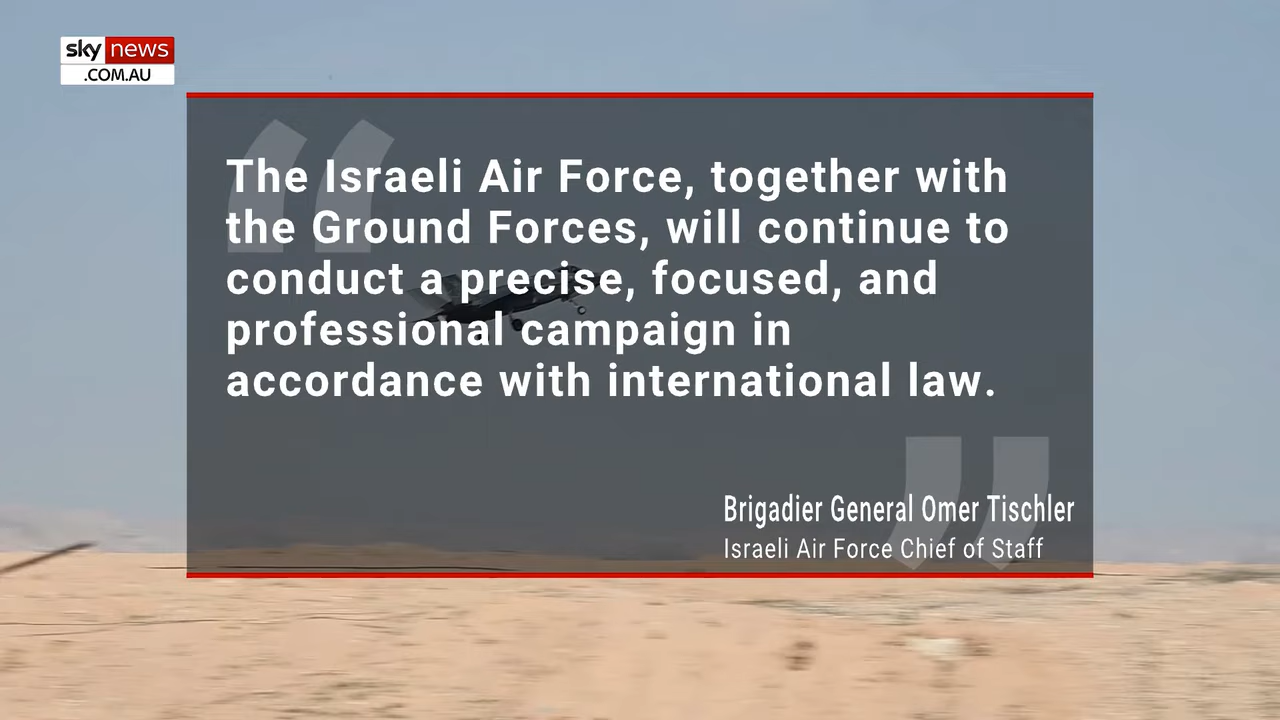 sky news
.COM.AU
The Israeli Air Force, together with
the Ground Forces, will continue to
conduct a precise, focused, and
professional campaign in
accordance with international law.
Brigadier General Omer Tischler
Israeli Air Force Chief of Staff